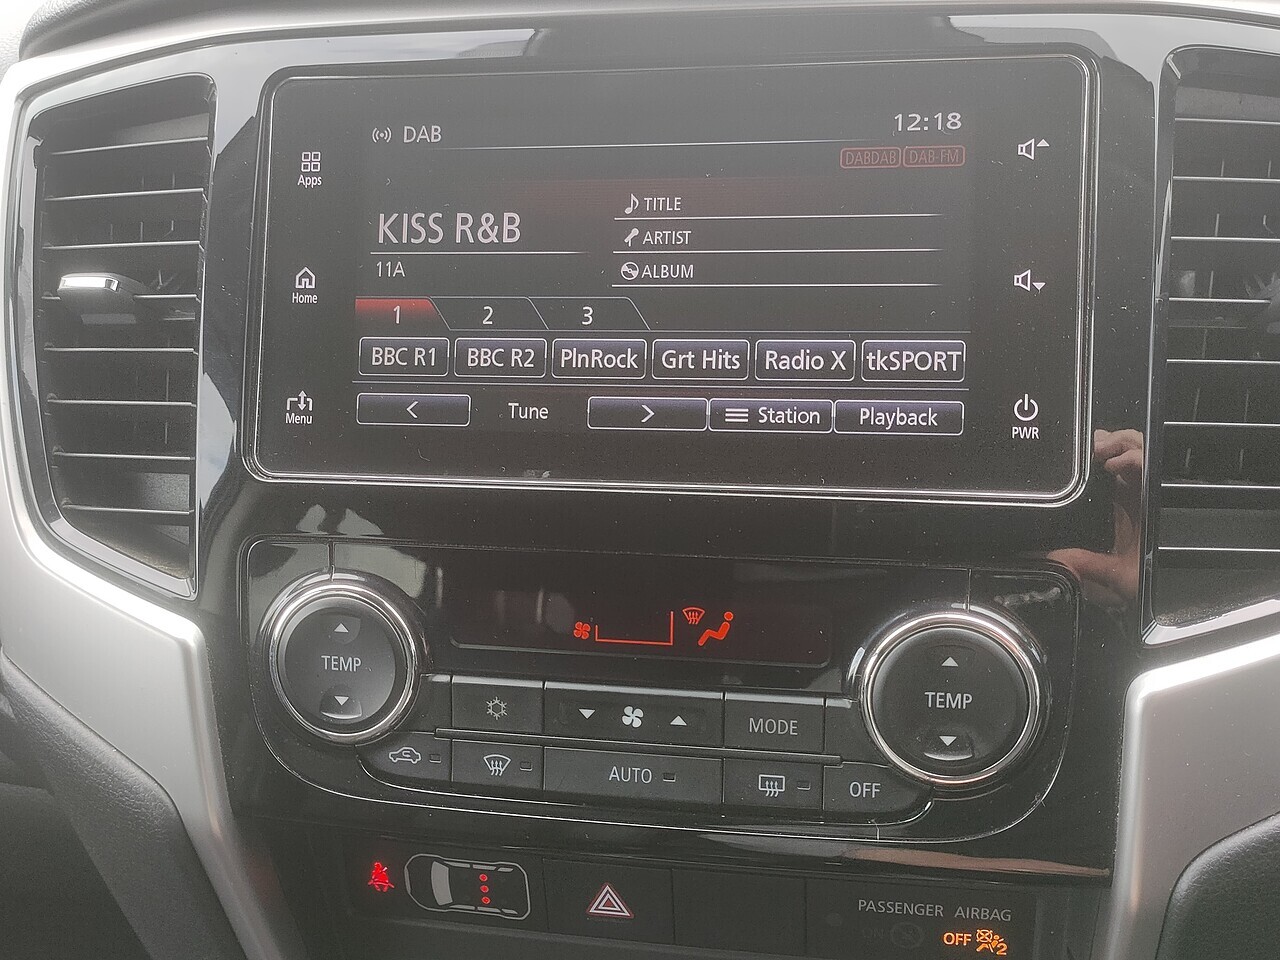 DAB
12:18
DABDAB DAB-FM
Apps
TITLE
KISS R&B
ARTIST
11A
ALBUM
Home
1 2 3
BBC R1 BBC R2 PlnRock Grt Hits Radio X tkSPORT
Menu
< Tune > Station Playback
PWR
TEMP
TEMP
MODE
AUTO
OFF
PASSENGER AIRBAG
ON
OFF 2